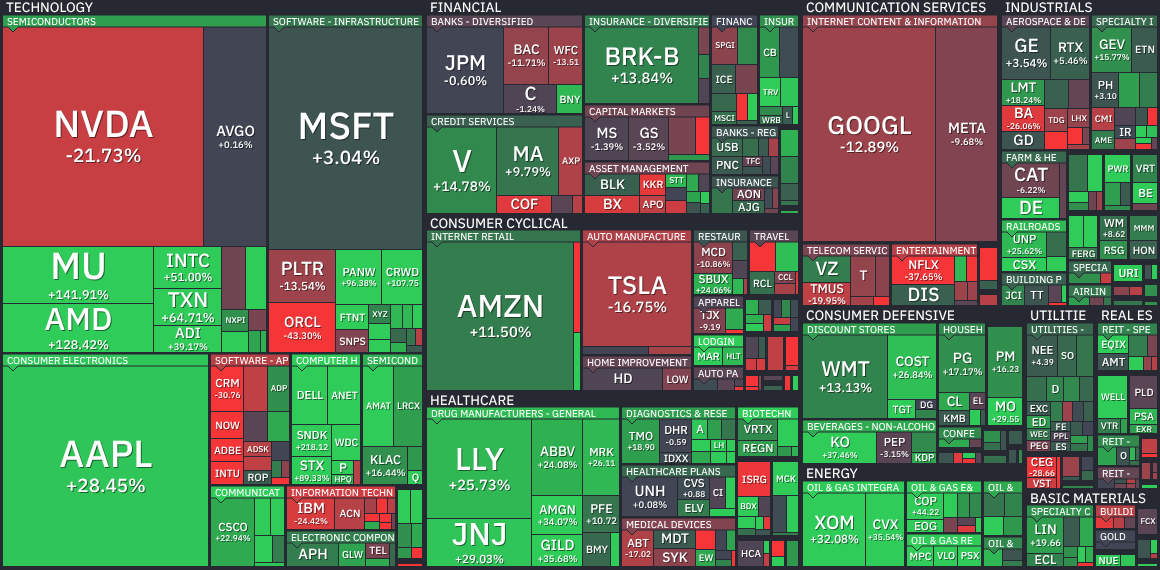 TECHNOLOGY
SEMICONDUCTORS
NVDA
-21.73%
AVGO
+0.16%
MU
+141.91%
AMD
+128.42%
INTC
+51.00%
TXN
+64.71%
ADI
+39.17%
NXPI
SOFTWARE - INFRASTRUCTURE
MSFT
+3.04%
PLTR
-13.54%
ORCL
-43.30%
PANW
+96.38%
CRWD
+107.75
FTNT
XYZ
SNPS
CONSUMER ELECTRONICS
AAPL
+28.45%
SOFTWARE - AP
CRM
-30.76
ADP
NOW
ADBE
ADSK
INTU
ROP
COMPUTER H
DELL
ANET
SNDK
+218.12
WDC
STX
+89.33%
P
HPQ
SEMICOND
AMAT
LRCX
KLAC
+16.44%
Q
COMMUNICAT
CSCO
+22.94%
INFORMATION TECHN
IBM
-24.42%
ACN
ELECTRONIC COMPON
APH
GLW
TEL
FINANCIAL
BANKS - DIVERSIFIED
JPM
-0.60%
BAC
-11.71%
WFC
-13.51
C
-1.24%
BNY
CREDIT SERVICES
V
+14.78%
MA
+9.79%
AXP
COF
INSURANCE - DIVERSIFIE
BRK-B
+13.84%
CAPITAL MARKETS
MS
-1.39%
GS
-3.52%
ASSET MANAGEMENT
BLK
KKR
STT
BX
APO
FINANC
SPGI
ICE
MSCI
INSUR
CB
TRV
WRB
L
BANKS - REG
USB
PNC
TFC
INSURANCE
AON
AJG
CONSUMER CYCLICAL
INTERNET RETAIL
AMZN
+11.50%
AUTO MANUFACTURE
TSLA
-16.75%
HOME IMPROVEMENT
HD
LOW
RESTAUR
MCD
-10.86%
SBUX
+24.06%
TRAVEL
RCL
CCL
APPAREL
TJX
-9.19
LODGIN
MAR
HLT
AUTO PA
HEALTHCARE
DRUG MANUFACTURERS - GENERAL
LLY
+25.73%
JNJ
+29.03%
ABBV
+24.08%
MRK
+26.11
AMGN
+34.07%
PFE
+10.72
GILD
+35.68%
BMY
DIAGNOSTICS & RESE
TMO
+18.90
DHR
-0.59
A
LH
IDXX
HEALTHCARE PLANS
UNH
+0.08%
CVS
+0.88
CI
ELV
MEDICAL DEVICES
ABT
-17.02
MDT
SYK
EW
BIOTECHN
VRTX
REGN
ISRG
MCK
BDX
HCA
COMMUNICATION SERVICES
INTERNET CONTENT & INFORMATION
GOOGL
-12.89%
META
-9.68%
TELECOM SERVIC
VZ
T
TMUS
-19.95%
ENTERTAINMENT
NFLX
-37.65%
DIS
INDUSTRIALS
AEROSPACE & DE
GE
+3.54%
RTX
+5.46%
LMT
+18.24%
BA
-26.06%
TDG
LHX
GD
SPECIALTY I
GEV
+15.77%
ETN
PH
+3.10
CMI
IR
AME
FARM & HE
CAT
-6.22%
DE
PWR
VRT
BE
RAILROADS
UNP
+25.62%
CSX
FERG
WM
+8.62
MMM
RSG
HON
BUILDING P
JCI
TT
SPECIA
URI
AIRLIN
CONSUMER DEFENSIVE
DISCOUNT STORES
WMT
+13.13%
COST
+26.84%
TGT
DG
HOUSEH
PG
+17.17%
CL
EL
KMB
PM
+16.23
MO
+29.55
BEVERAGES - NON-ALCOHO
KO
+37.46%
PEP
-3.15%
KDP
CONFE
ENERGY
OIL & GAS INTEGRA
XOM
+32.08%
CVX
+35.54%
OIL & GAS E&
COP
+44.22
EOG
OIL & GAS RE
MPC
VLO
PSX
OIL &
OIL &
UTILITIE
UTILITIES -
NEE
+4.39
SO
D
EXC
ED
FE
WEC
PPL
PEG
ES
CEG
-28.66
VST
REAL ES
REIT - SPE
EQIX
AMT
WELL
PLD
PSA
VTR
EXR
REIT -
O
REIT -
BASIC MATERIALS
SPECIALTY C
LIN
+19.66
ECL
BUILDI
GOLD
NUE
FCX